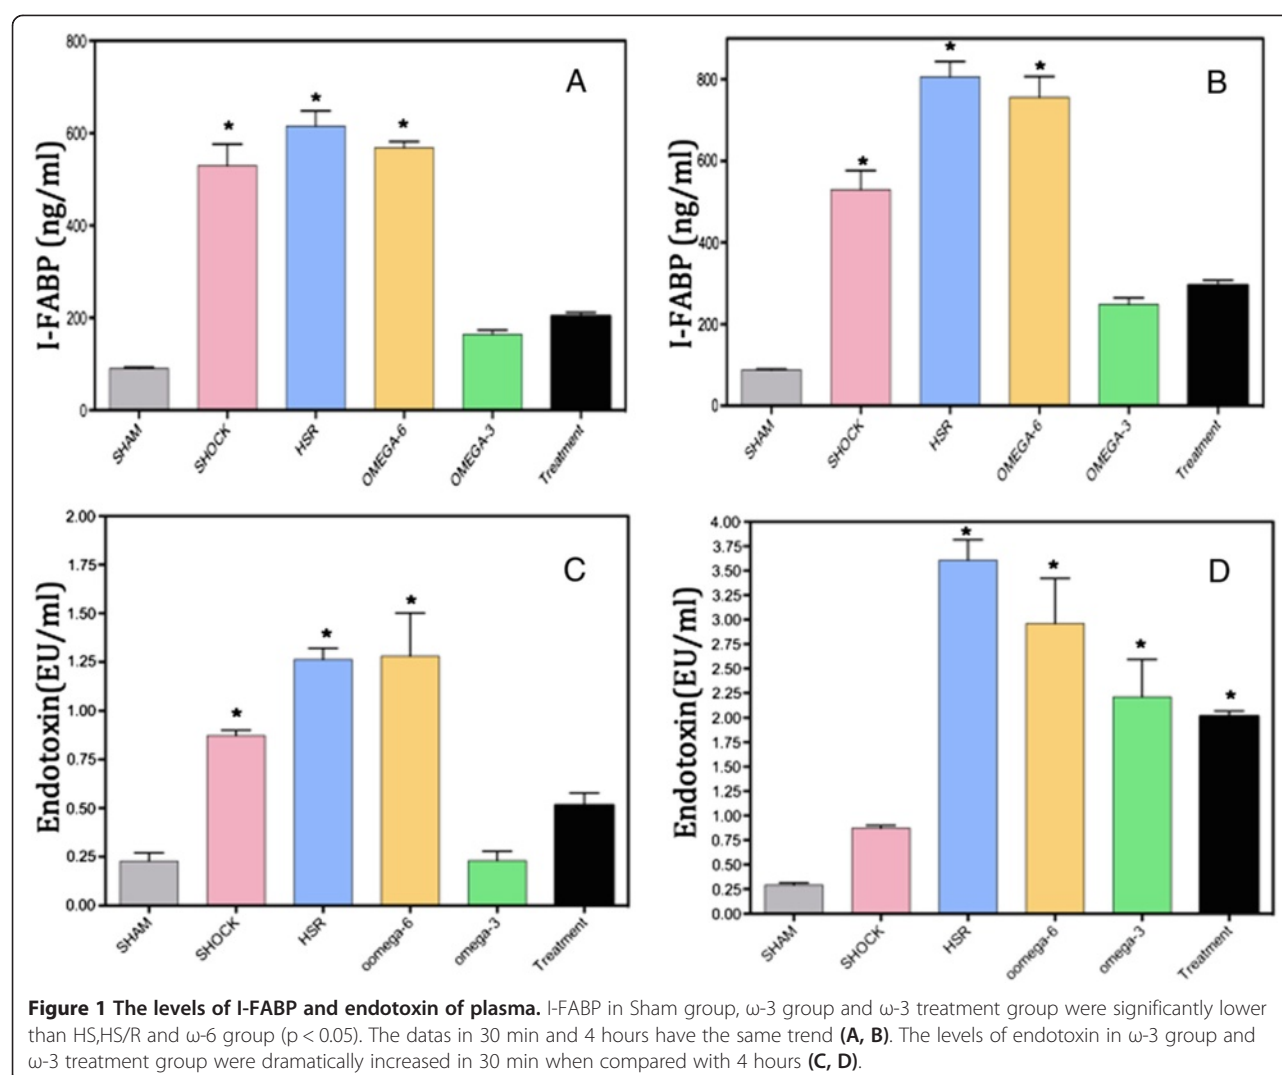 800
600
400
200
0
I-FABP (ng/ml)
A
*
*
*
SHAM
SHOCK
HSR
OMEGA-6
OMEGA-3
Treatment
800
600
400
200
0
I-FABP (ng/ml)
B
*
*
*
SHAM
SHOCK
HSR
OMEGA-6
OMEGA-3
Treatment
2.00
1.75
1.50
1.25
1.00
0.75
0.50
0.25
0.00
Endotoxin(EU/ml)
C
*
*
*
SHAM
SHOCK
HSR
oomega-6
omega-3
Treatment
4.00
3.75
3.50
3.25
3.00
2.75
2.50
2.25
2.00
1.75
1.50
1.25
1.00
0.75
0.50
0.25
0.00
Endotoxin(EU/ml)
D
*
*
*
*
SHAM
SHOCK
HSR
oomega-6
omega-3
Treatment
Figure 1 The levels of I-FABP and endotoxin of plasma. I-FABP in Sham group, ω-3 group and ω-3 treatment group were significantly lower
than HS,HS/R and ω-6 group (p < 0.05). The datas in 30 min and 4 hours have the same trend (A, B). The levels of endotoxin in ω-3 group and
ω-3 treatment group were dramatically increased in 30 min when compared with 4 hours (C, D).